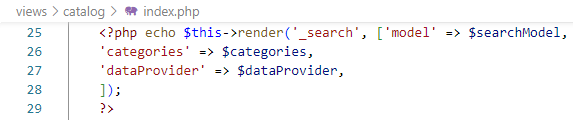 views > catalog > index.php
25 <?php echo $this->render('_search', ['model' => $searchModel,
26 'categories' => $categories,
27 'dataProvider' => $dataProvider,
28 ]);
29 ?>